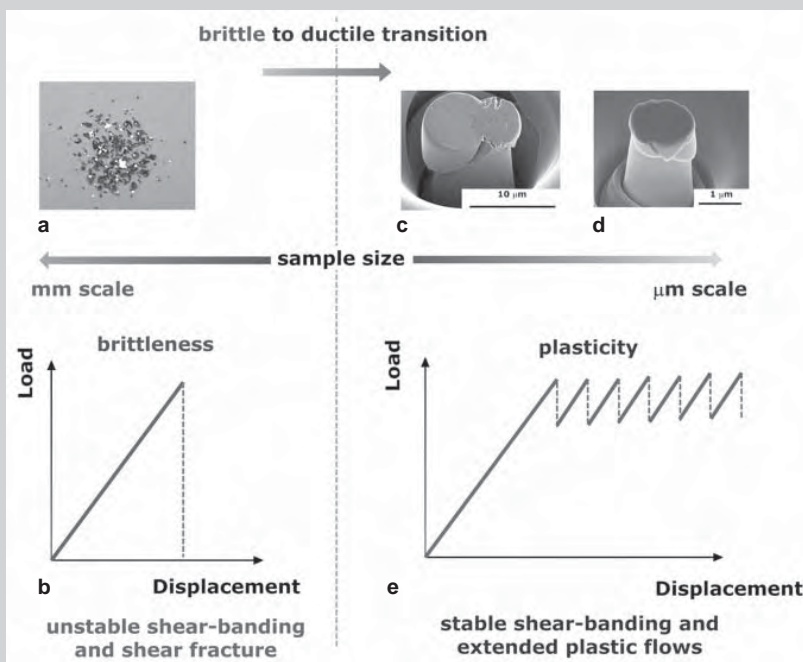 brittle to ductile transition
10 μm
1 μm
a
c
d
sample size
mm scale
μm scale
brittleness
plasticity
Load
Load
b
Displacement
e
Displacement
unstable shear-banding
and shear fracture
stable shear-banding and
extended plastic flows